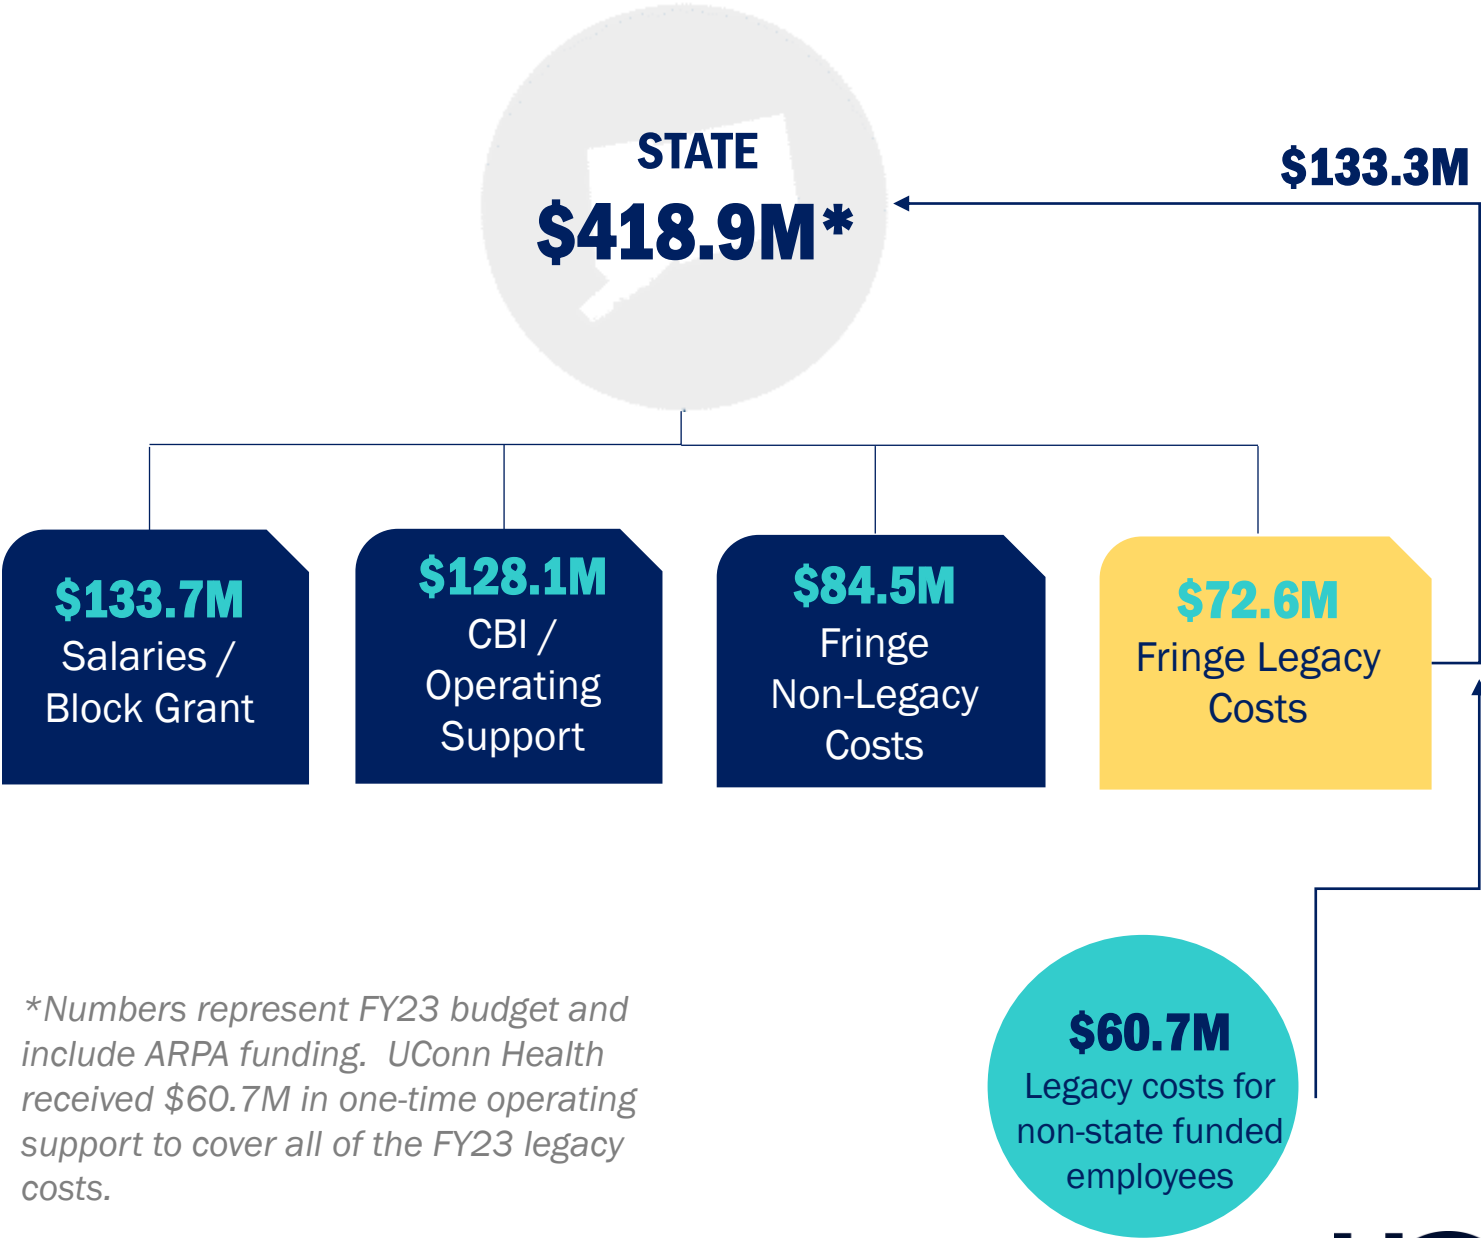 STATE
$418.9M*
$133.3M
$133.7M
Salaries /
Block Grant
$128.1M
CBI /
Operating
Support
$84.5M
Fringe
Non-Legacy
Costs
$72.6M
Fringe Legacy
Costs
*Numbers represent FY23 budget and
include ARPA funding.  UConn Health
received $60.7M in one-time operating
support to cover all of the FY23 legacy
costs.
$60.7M
Legacy costs for
non-state funded
employees